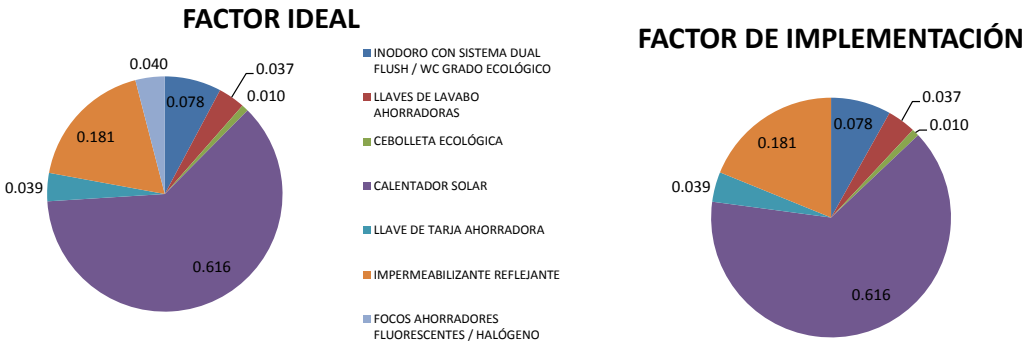 FACTOR IDEAL
0.040
0.078
0.037
0.010
0.181
0.039
0.616
INODORO CON SISTEMA DUAL
FLUSH / WC GRADO ECOLÓGICO
LLAVES DE LAVABO
AHORRADORAS
CEBOLLETA ECOLÓGICA
CALENTADOR SOLAR
LLAVE DE TARJA AHORRADORA
IMPERMEABILIZANTE REFLEJANTE
FOCOS AHORRADORES
FLUORESCENTES / HALÓGENO
FACTOR DE IMPLEMENTACIÓN
0.078
0.037
0.010
0.181
0.039
0.616